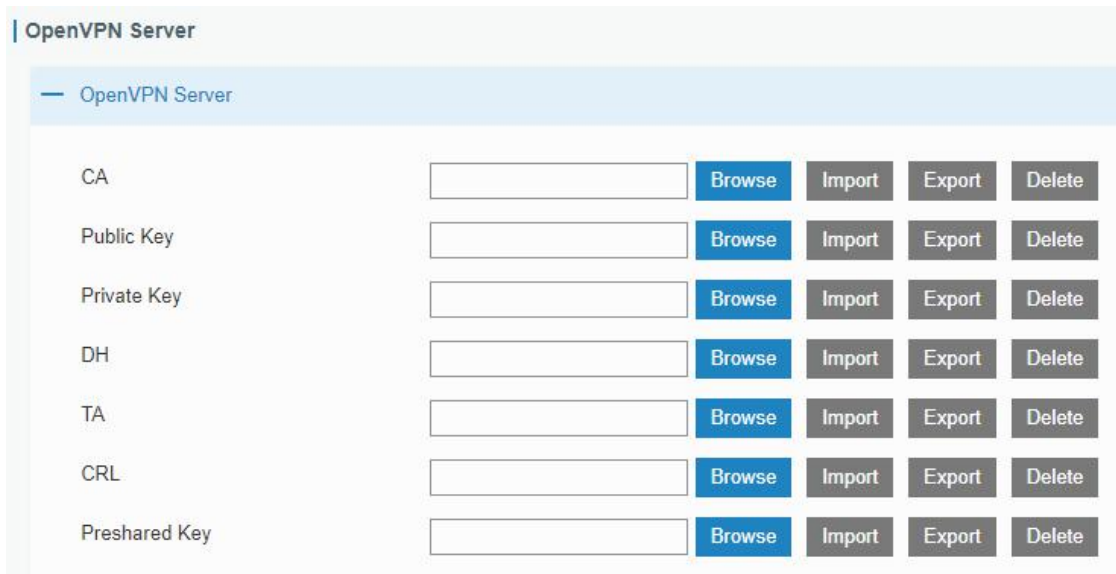 OpenVPN Server
OpenVPN Server
CA Browse Import Export Delete
Public Key Browse Import Export Delete
Private Key Browse Import Export Delete
DH Browse Import Export Delete
TA Browse Import Export Delete
CRL Browse Import Export Delete
Preshared Key Browse Import Export Delete